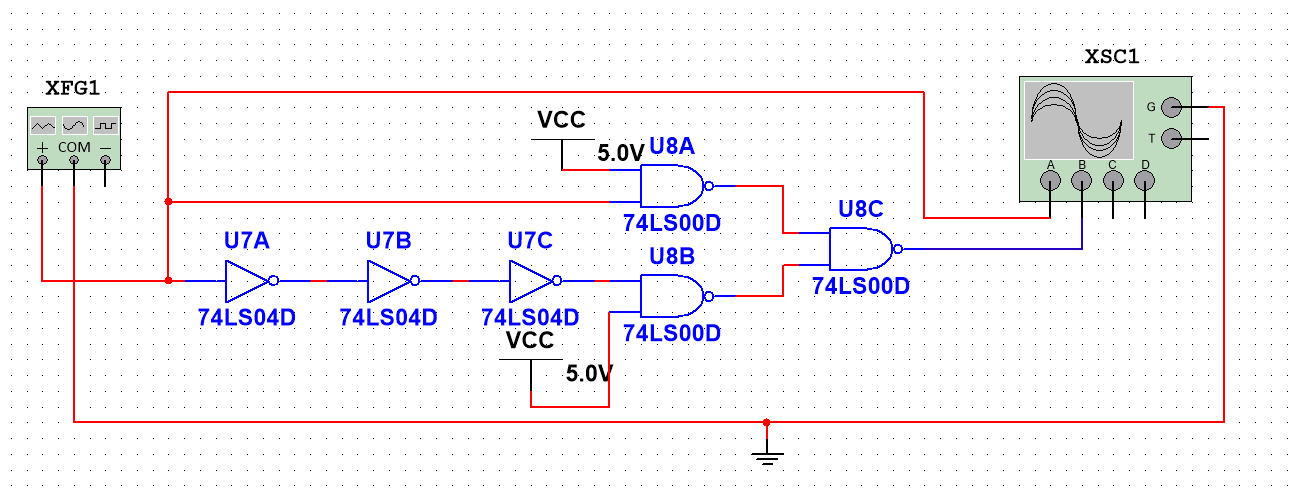 XSC1
XFG1
G
T
A B C D
+ COM −
VCC
5.0V
U8A
74LS00D
U8C
74LS00D
U7A
74LS04D
U7B
74LS04D
U7C
74LS04D
U8B
74LS00D
VCC
5.0V